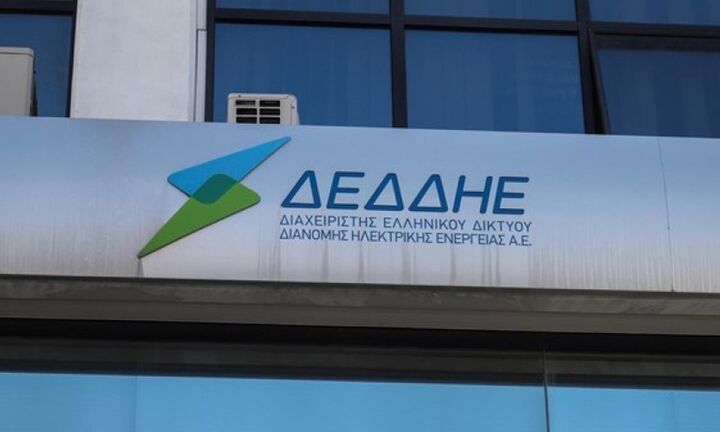 ΔΕΔΔΗΕ
ΔΙΑΧΕΙΡΙΣΤΗΣ ΕΛΛΗΝΙΚΟΥ ΔΙΚΤΥΟΥ
ΔΙΑΝΟΜΗΣ ΗΛΕΚΤΡΙΚΗΣ ΕΝΕΡΓΕΙΑΣ Α.Ε.